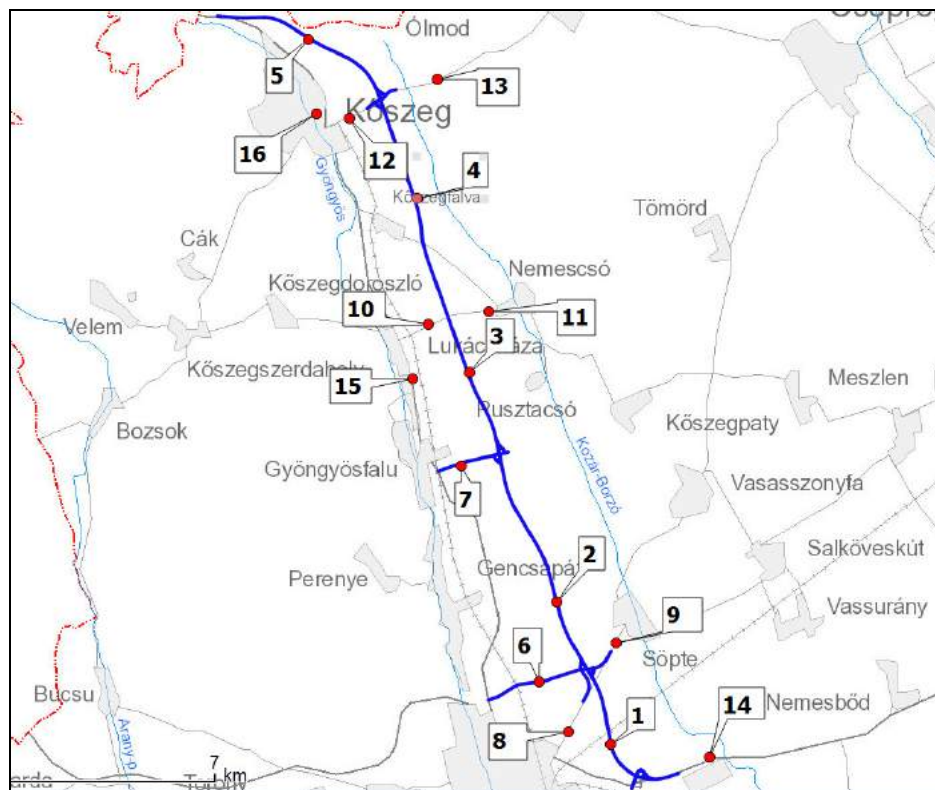 Ólmod
5
13
Kőszeg
16
12
4
Kőszegfalva
Gyöngyös
Tömörd
Cák
Nemescsó
Kőszegdoroszló
10
11
Velem
3
Kőszegszerdahely
15
Meszlen
Pusztacsó
Kőszegpaty
Bozsok
Gyöngyösfalu
Kozár-Borzó
7
Vasasszonyfa
Salköveskút
Perenye
2
Vassurány
9
6
Söpte
Bucsu
Nemesbőd
14
1
8
Arany-p
7
km